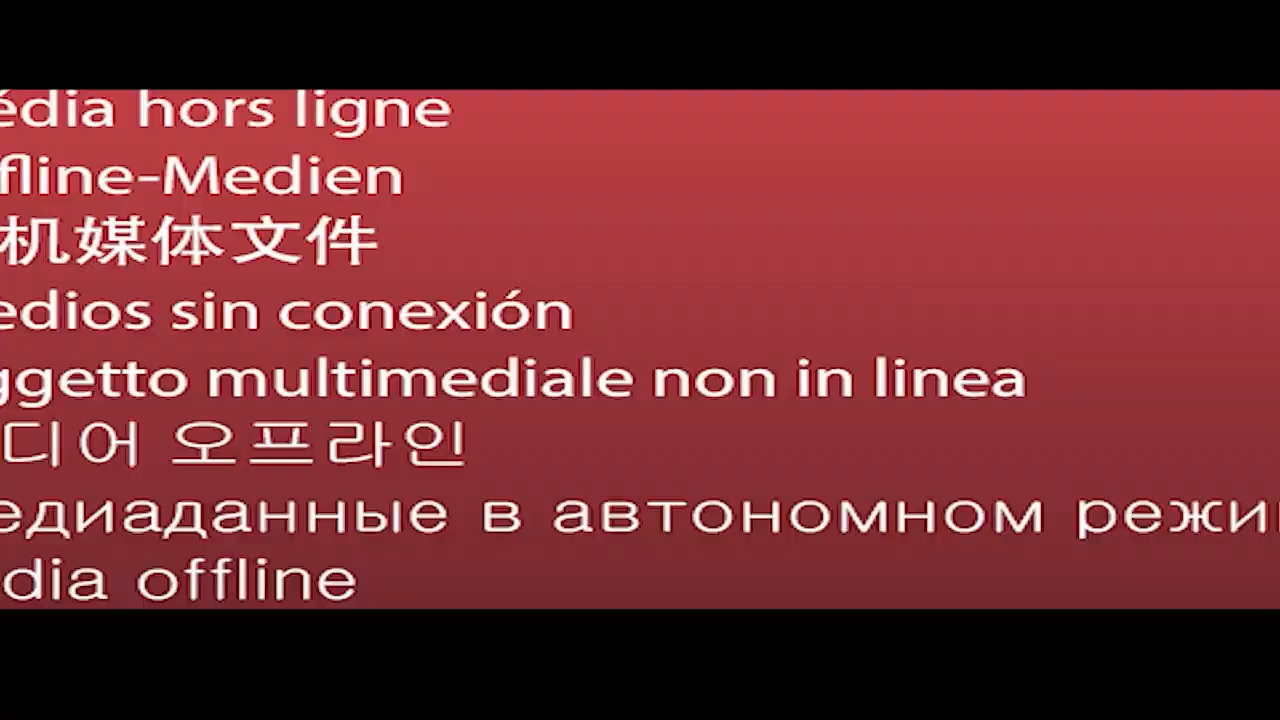 édia hors ligne
fline-Medien
机媒体文件
edios sin conexión
ggetto multimediale non in linea
디어 오프라인
едиаданные в автономном режи
dia offline